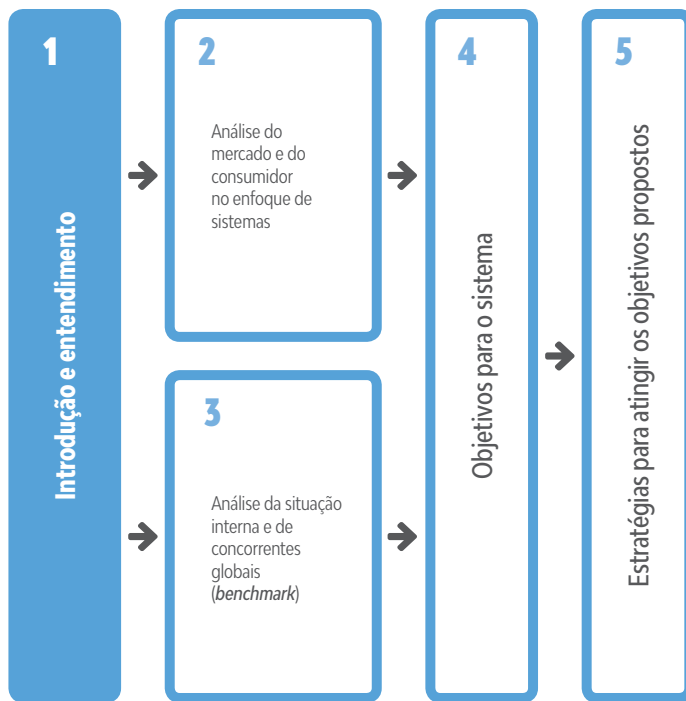 1
Introdução e entendimento
2
Análise do
mercado e do
consumidor
no enfoque de
sistemas
3
Análise da situação
interna e de
concorrentes
globais
(benchmark)
4
Objetivos para o sistema
5
Estratégias para atingir os objetivos propostos